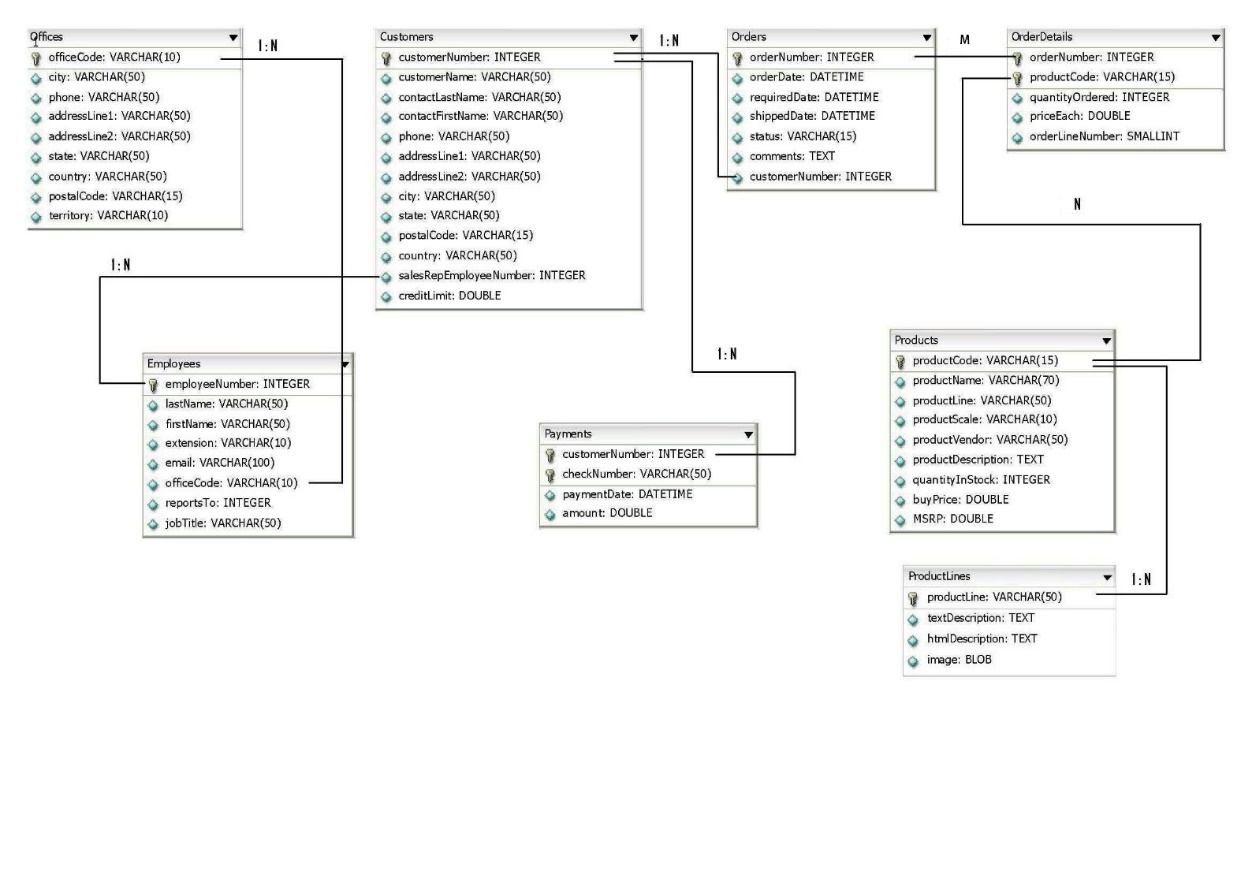 Offices
officeCode: VARCHAR(10)
city: VARCHAR(50)
phone: VARCHAR(50)
addressLine1: VARCHAR(50)
addressLine2: VARCHAR(50)
state: VARCHAR(50)
country: VARCHAR(50)
postalCode: VARCHAR(15)
territory: VARCHAR(10)
1:N
Customers
customerNumber: INTEGER
customerName: VARCHAR(50)
contactLastName: VARCHAR(50)
contactFirstName: VARCHAR(50)
phone: VARCHAR(50)
addressLine1: VARCHAR(50)
addressLine2: VARCHAR(50)
city: VARCHAR(50)
state: VARCHAR(50)
postalCode: VARCHAR(15)
country: VARCHAR(50)
salesRepEmployeeNumber: INTEGER
creditLimit: DOUBLE
1:N
Orders
orderNumber: INTEGER
orderDate: DATETIME
requiredDate: DATETIME
shippedDate: DATETIME
status: VARCHAR(15)
comments: TEXT
customerNumber: INTEGER
M
OrderDetails
orderNumber: INTEGER
productCode: VARCHAR(15)
quantityOrdered: INTEGER
priceEach: DOUBLE
orderLineNumber: SMALLINT
N
1:N
Employees
employeeNumber: INTEGER
lastName: VARCHAR(50)
firstName: VARCHAR(50)
extension: VARCHAR(10)
email: VARCHAR(100)
officeCode: VARCHAR(10)
reportsTo: INTEGER
jobTitle: VARCHAR(50)
1:N
Payments
customerNumber: INTEGER
checkNumber: VARCHAR(50)
paymentDate: DATETIME
amount: DOUBLE
Products
productCode: VARCHAR(15)
productName: VARCHAR(70)
productLine: VARCHAR(50)
productScale: VARCHAR(10)
productVendor: VARCHAR(50)
productDescription: TEXT
quantityInStock: INTEGER
buyPrice: DOUBLE
MSRP: DOUBLE
1:N
ProductLines
productLine: VARCHAR(50)
textDescription: TEXT
htmlDescription: TEXT
image: BLOB